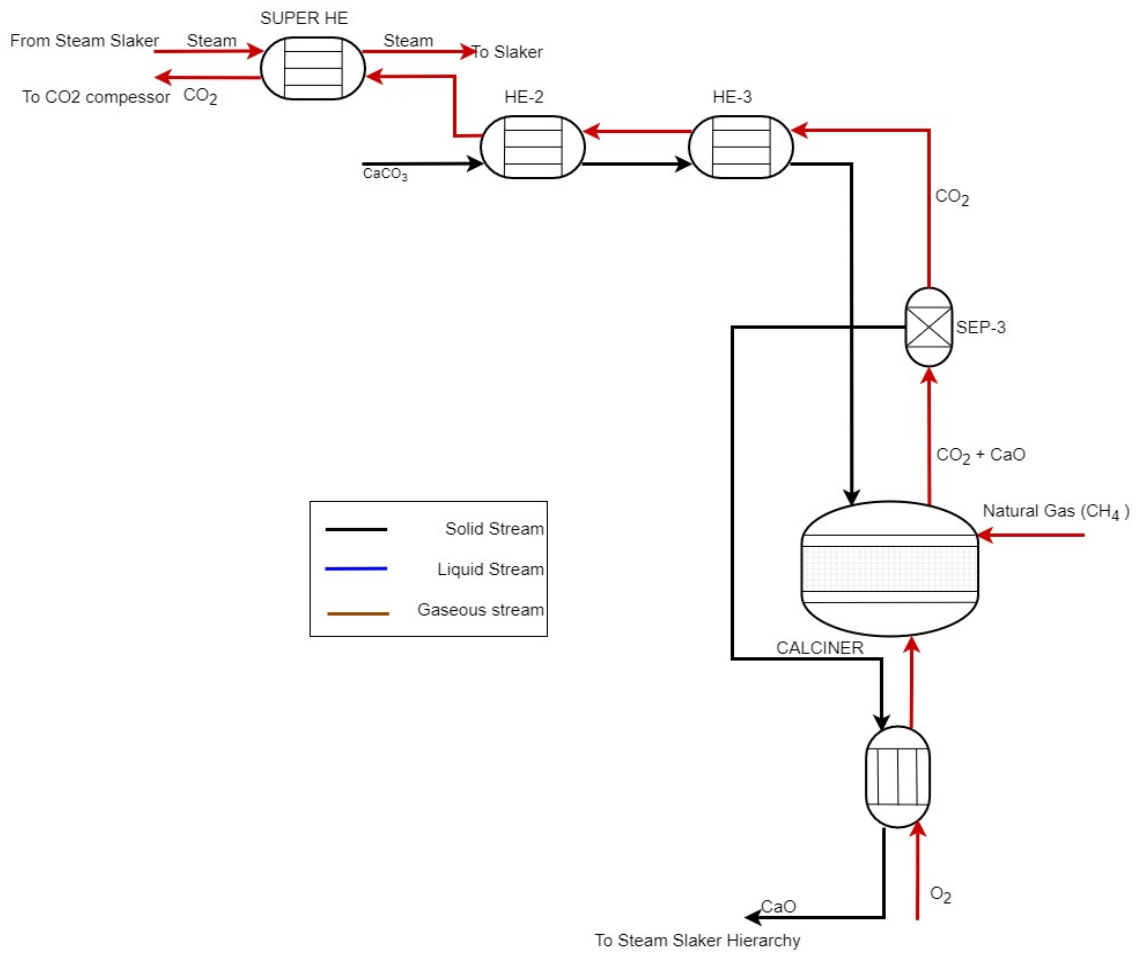 SUPER HE
From Steam Slaker
Steam
Steam
To Slaker
To CO2 compessor
CO2
HE-2
HE-3
CaCO3
CO2
SEP-3
CO2 + CaO
Natural Gas (CH4 )
Solid Stream
Liquid Stream
Gaseous stream
CALCINER
O2
CaO
To Steam Slaker Hierarchy